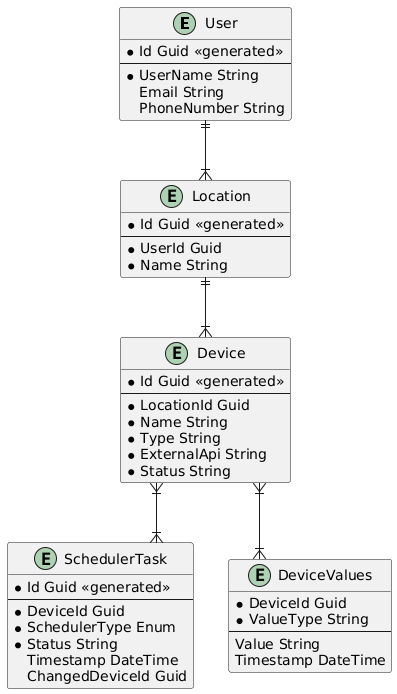 E User
* Id Guid «generated»
* UserName String
Email String
PhoneNumber String
E Location
* Id Guid «generated»
* UserId Guid
* Name String
E Device
* Id Guid «generated»
* LocationId Guid
* Name String
* Type String
* ExternalApi String
* Status String
E SchedulerTask
* Id Guid «generated»
* DeviceId Guid
* SchedulerType Enum
* Status String
Timestamp DateTime
ChangedDeviceId Guid
E DeviceValues
* DeviceId Guid
* ValueType String
Value String
Timestamp DateTime